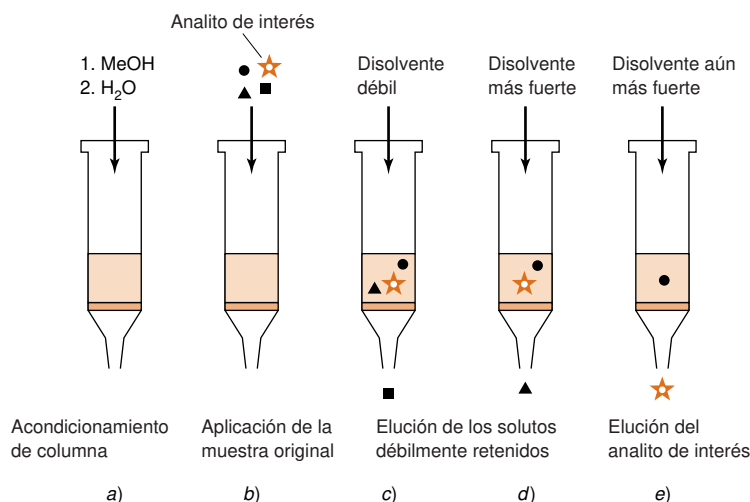 Analito de interés
1. MeOH
2. H₂O
Disolvente
débil
Disolvente
más fuerte
Disolvente aún
más fuerte
Acondicionamiento
de columna
Aplicación de la
muestra original
Elución de los solutos
débilmente retenidos
Elución del
analito de interés
a)
b)
c)
d)
e)